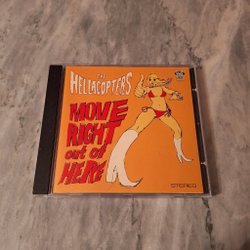 THE
HELLACOPTERS
MOVE
RIGHT
out of
HERE
STEREO